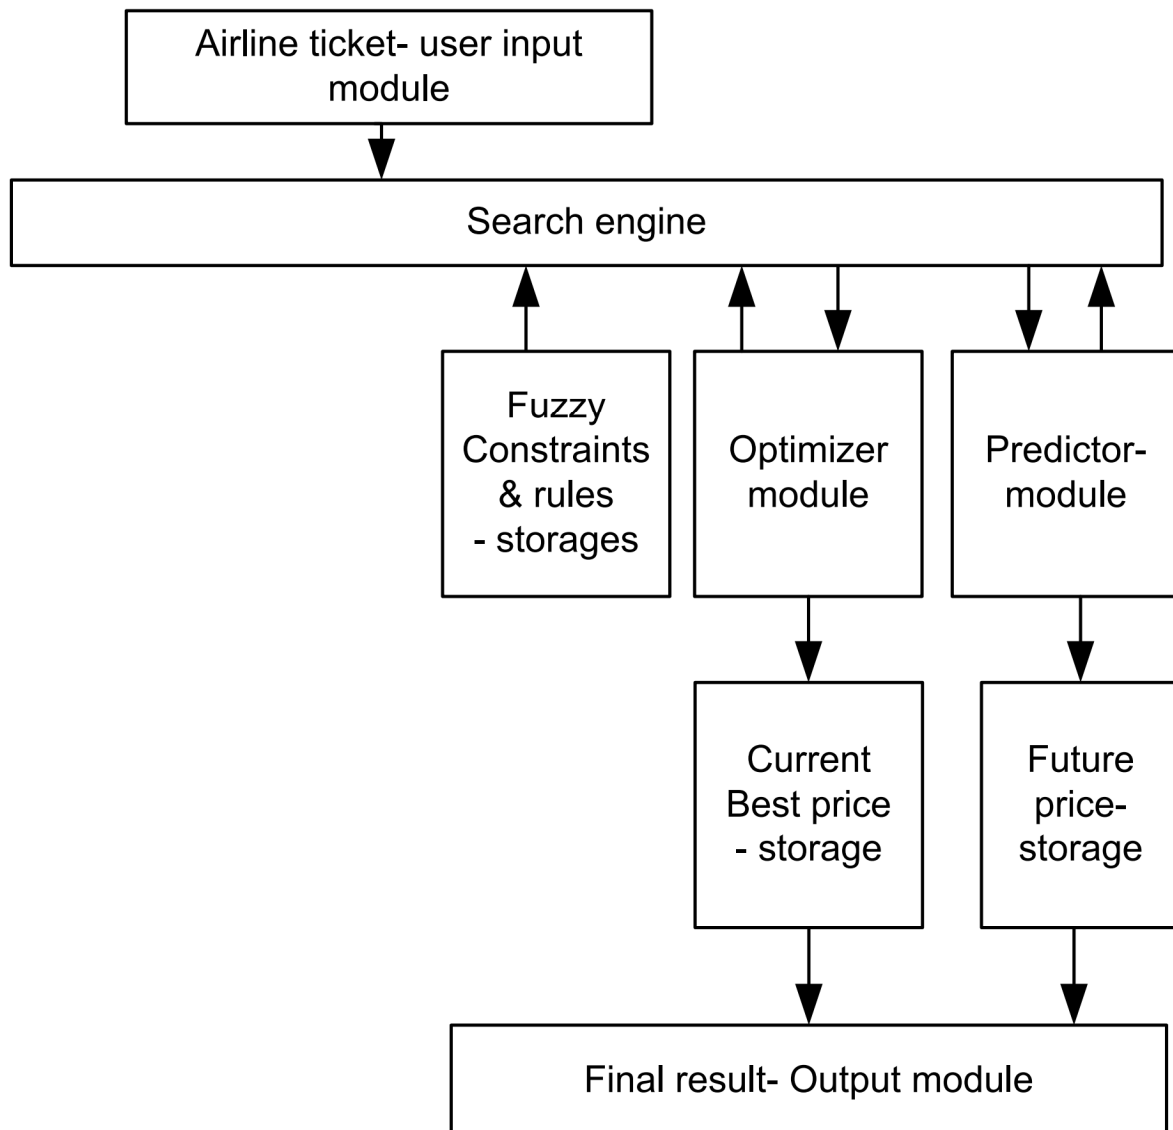 Airline ticket- user input
module
Search engine
Fuzzy
Constraints
& rules
- storages
Optimizer
module
Predictor-
module
Current
Best price
- storage
Future
price-
storage
Final result- Output module